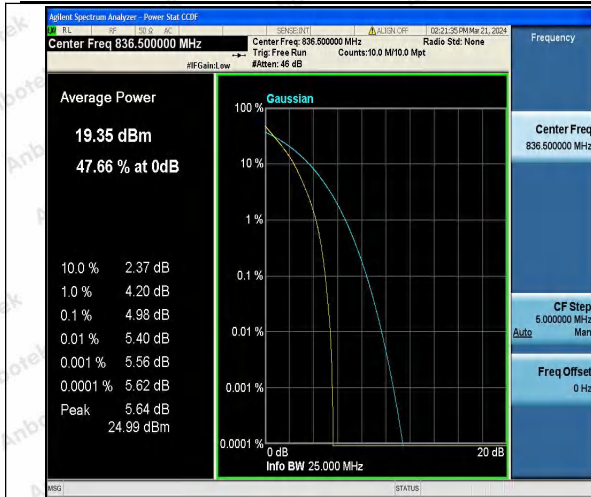 Agilent Spectrum Analyzer - Power Stat CCDF
RL RF 50 Ω AC SENSE:INT ALIGN OFF 02:21:35 PM Mar 21, 2024
Center Freq 836.500000 MHz
Center Freq: 836.500000 MHz Radio Std: None
Trig: Free Run Counts:10.0 M/10.0 Mpt
#IFGain:Low #Atten: 46 dB
Frequency
Average Power
19.35 dBm
47.66 % at 0dB
10.0 % 2.37 dB
1.0 % 4.20 dB
0.1 % 4.98 dB
0.01 % 5.40 dB
0.001 % 5.56 dB
0.0001 % 5.62 dB
Peak 5.64 dB
24.99 dBm
100 % Gaussian
10 %
1 %
0.1 %
0.01 %
0.001 %
0.0001 %
0 dB 20 dB
Info BW 25.000 MHz
Center Freq
836.500000 MHz
CF Step
5.000000 MHz
Auto Man
Freq Offset
0 Hz
MSG STATUS